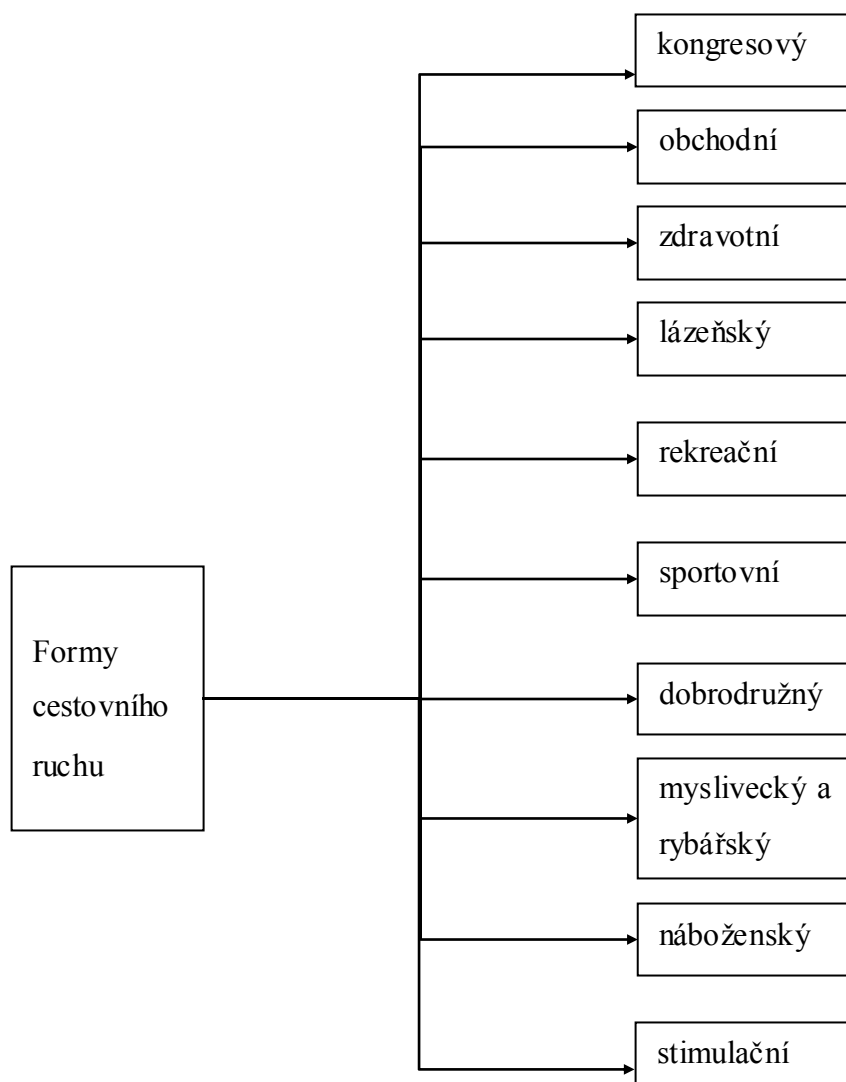 kongresový
obchodní
zdravotní
lázeňský
rekreační
sportovní
Formy
cestovního
ruchu
dobrodružný
myslivecký a
rybářský
náboženský
stimulační